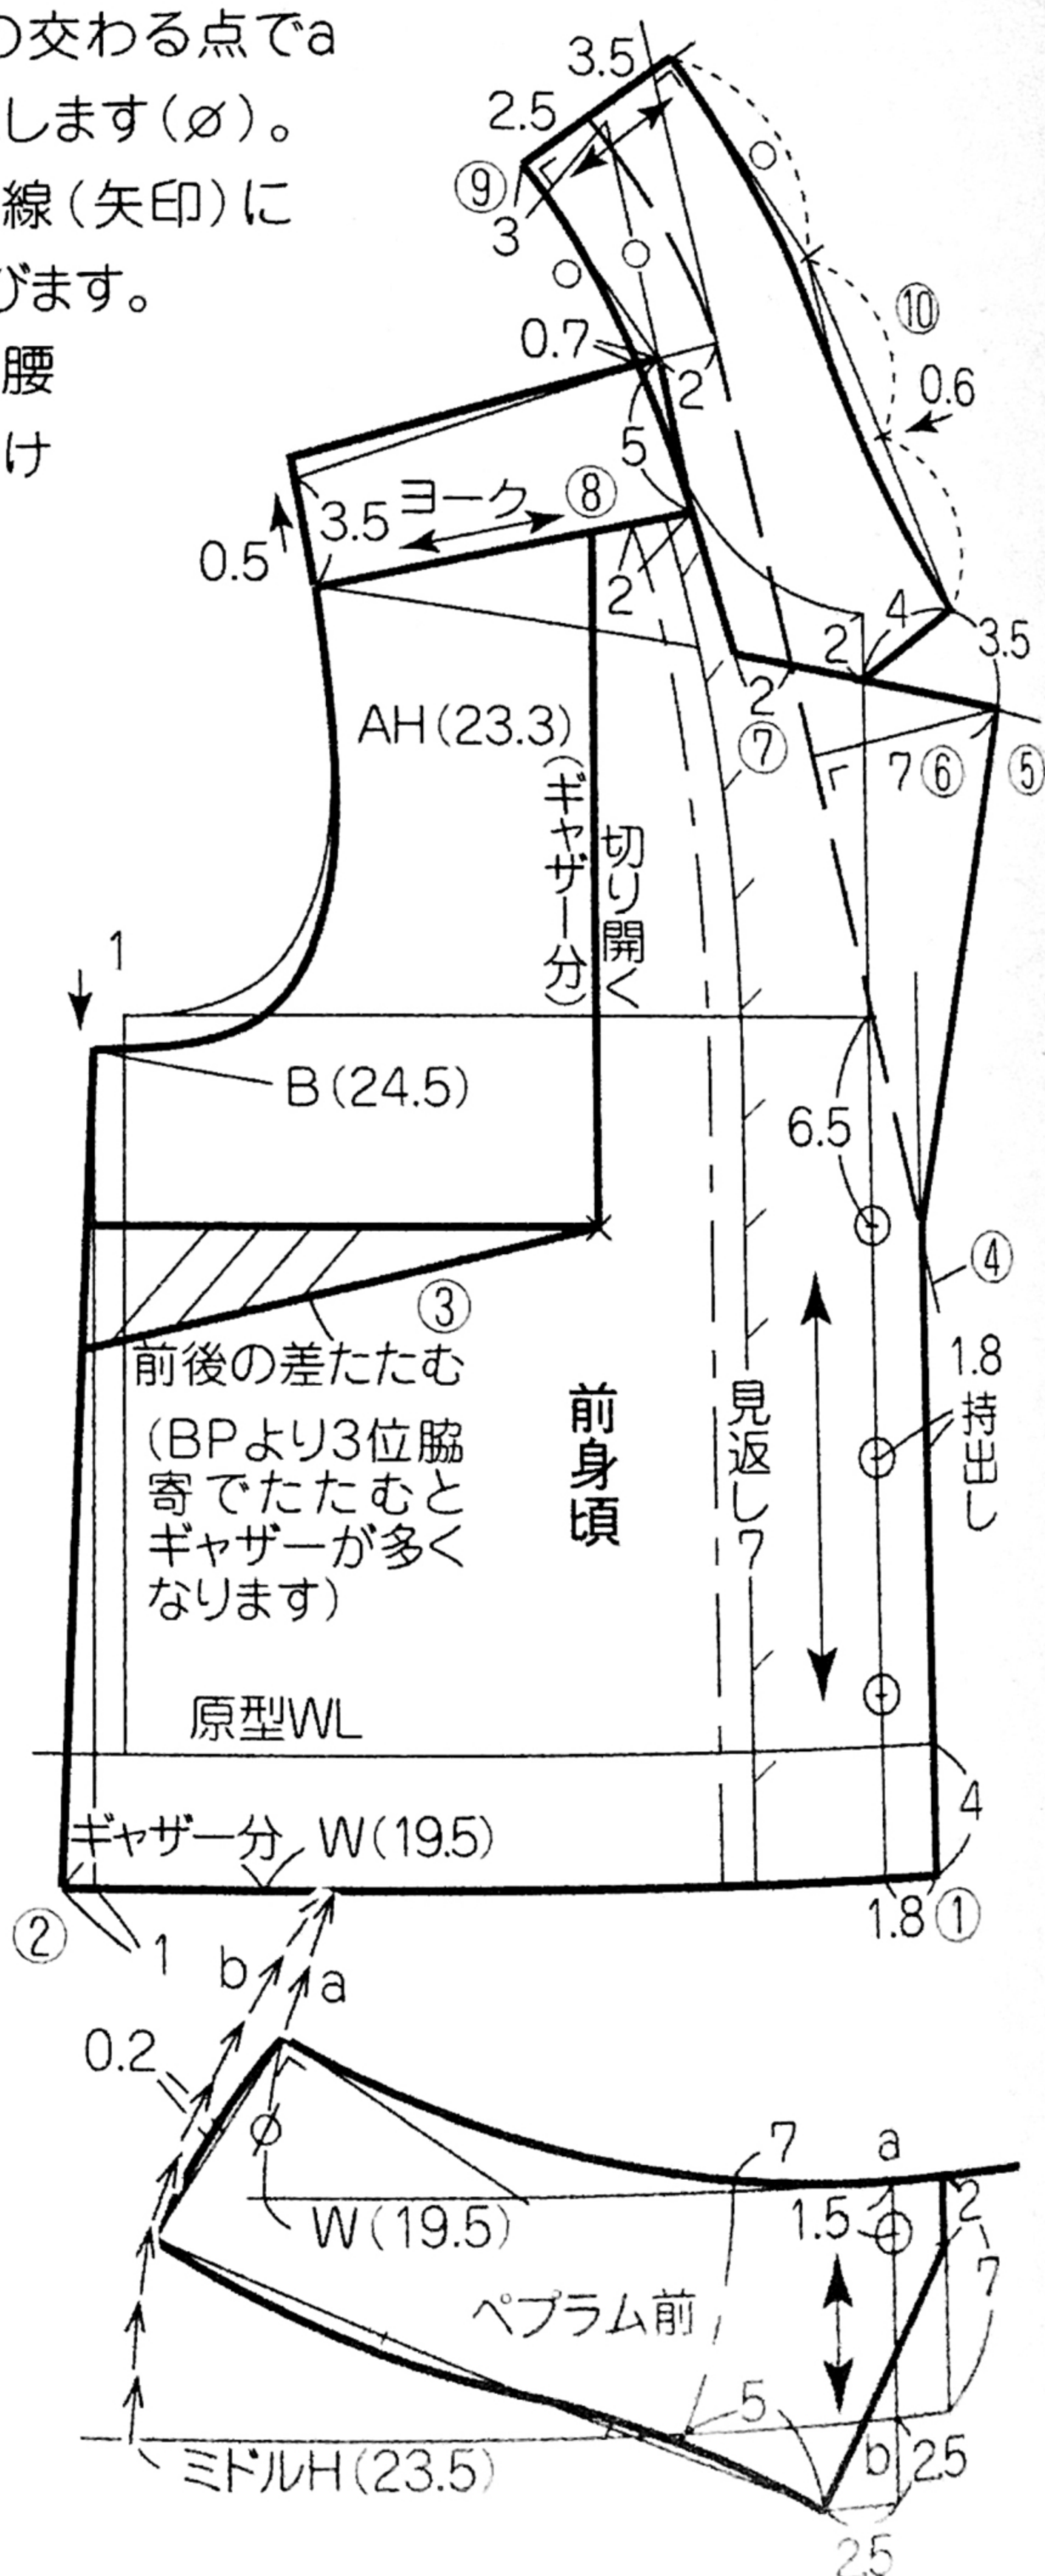 の交わる点でa
します(ø)。
線(矢印)に
びます。
腰
け
3.5
2.5
⑨
3
0.7
2
5
⑩
0.6
3.5
ヨーク
⑧
0.5
2
4
2
3.5
2
⑦
7
⑥
⑤
AH(23.3)
(ギャザー分)
切り開く
1
B(24.5)
6.5
④
③
前後の差たたむ
(BPより3位脇
寄でたたむと
ギャザーが多く
なります)
前身頃
見返し7
1.8
持出し
原型WL
4
ギャザー分
W(19.5)
②
1
1.8
①
b
a
0.2
ø
7
a
W(19.5)
1.5
2
7
ペプラム前
5
b
2.5
ミドルH(23.5)
2.5